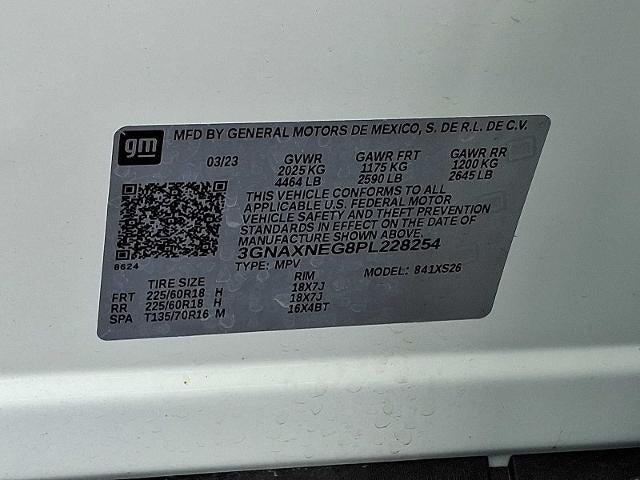 gm MFD BY GENERAL MOTORS DE MEXICO, S. DE R.L. DE C.V.
03/23 GVWR GAWR FRT GAWR RR
2025 KG 1175 KG 1200 KG
4464 LB 2590 LB 2645 LB
THIS VEHICLE CONFORMS TO ALL
APPLICABLE U.S. FEDERAL MOTOR
VEHICLE SAFETY AND THEFT PREVENTION
STANDARDS IN EFFECT ON THE DATE OF
MANUFACTURE SHOWN ABOVE.
3GNAXNEG8PL228254
8624 TYPE: MPV MODEL: 841XS26
TIRE SIZE RIM
FRT 225/60R18 H 18X7J
RR 225/60R18 H 18X7J
SPA T135/70R16 M 16X4BT